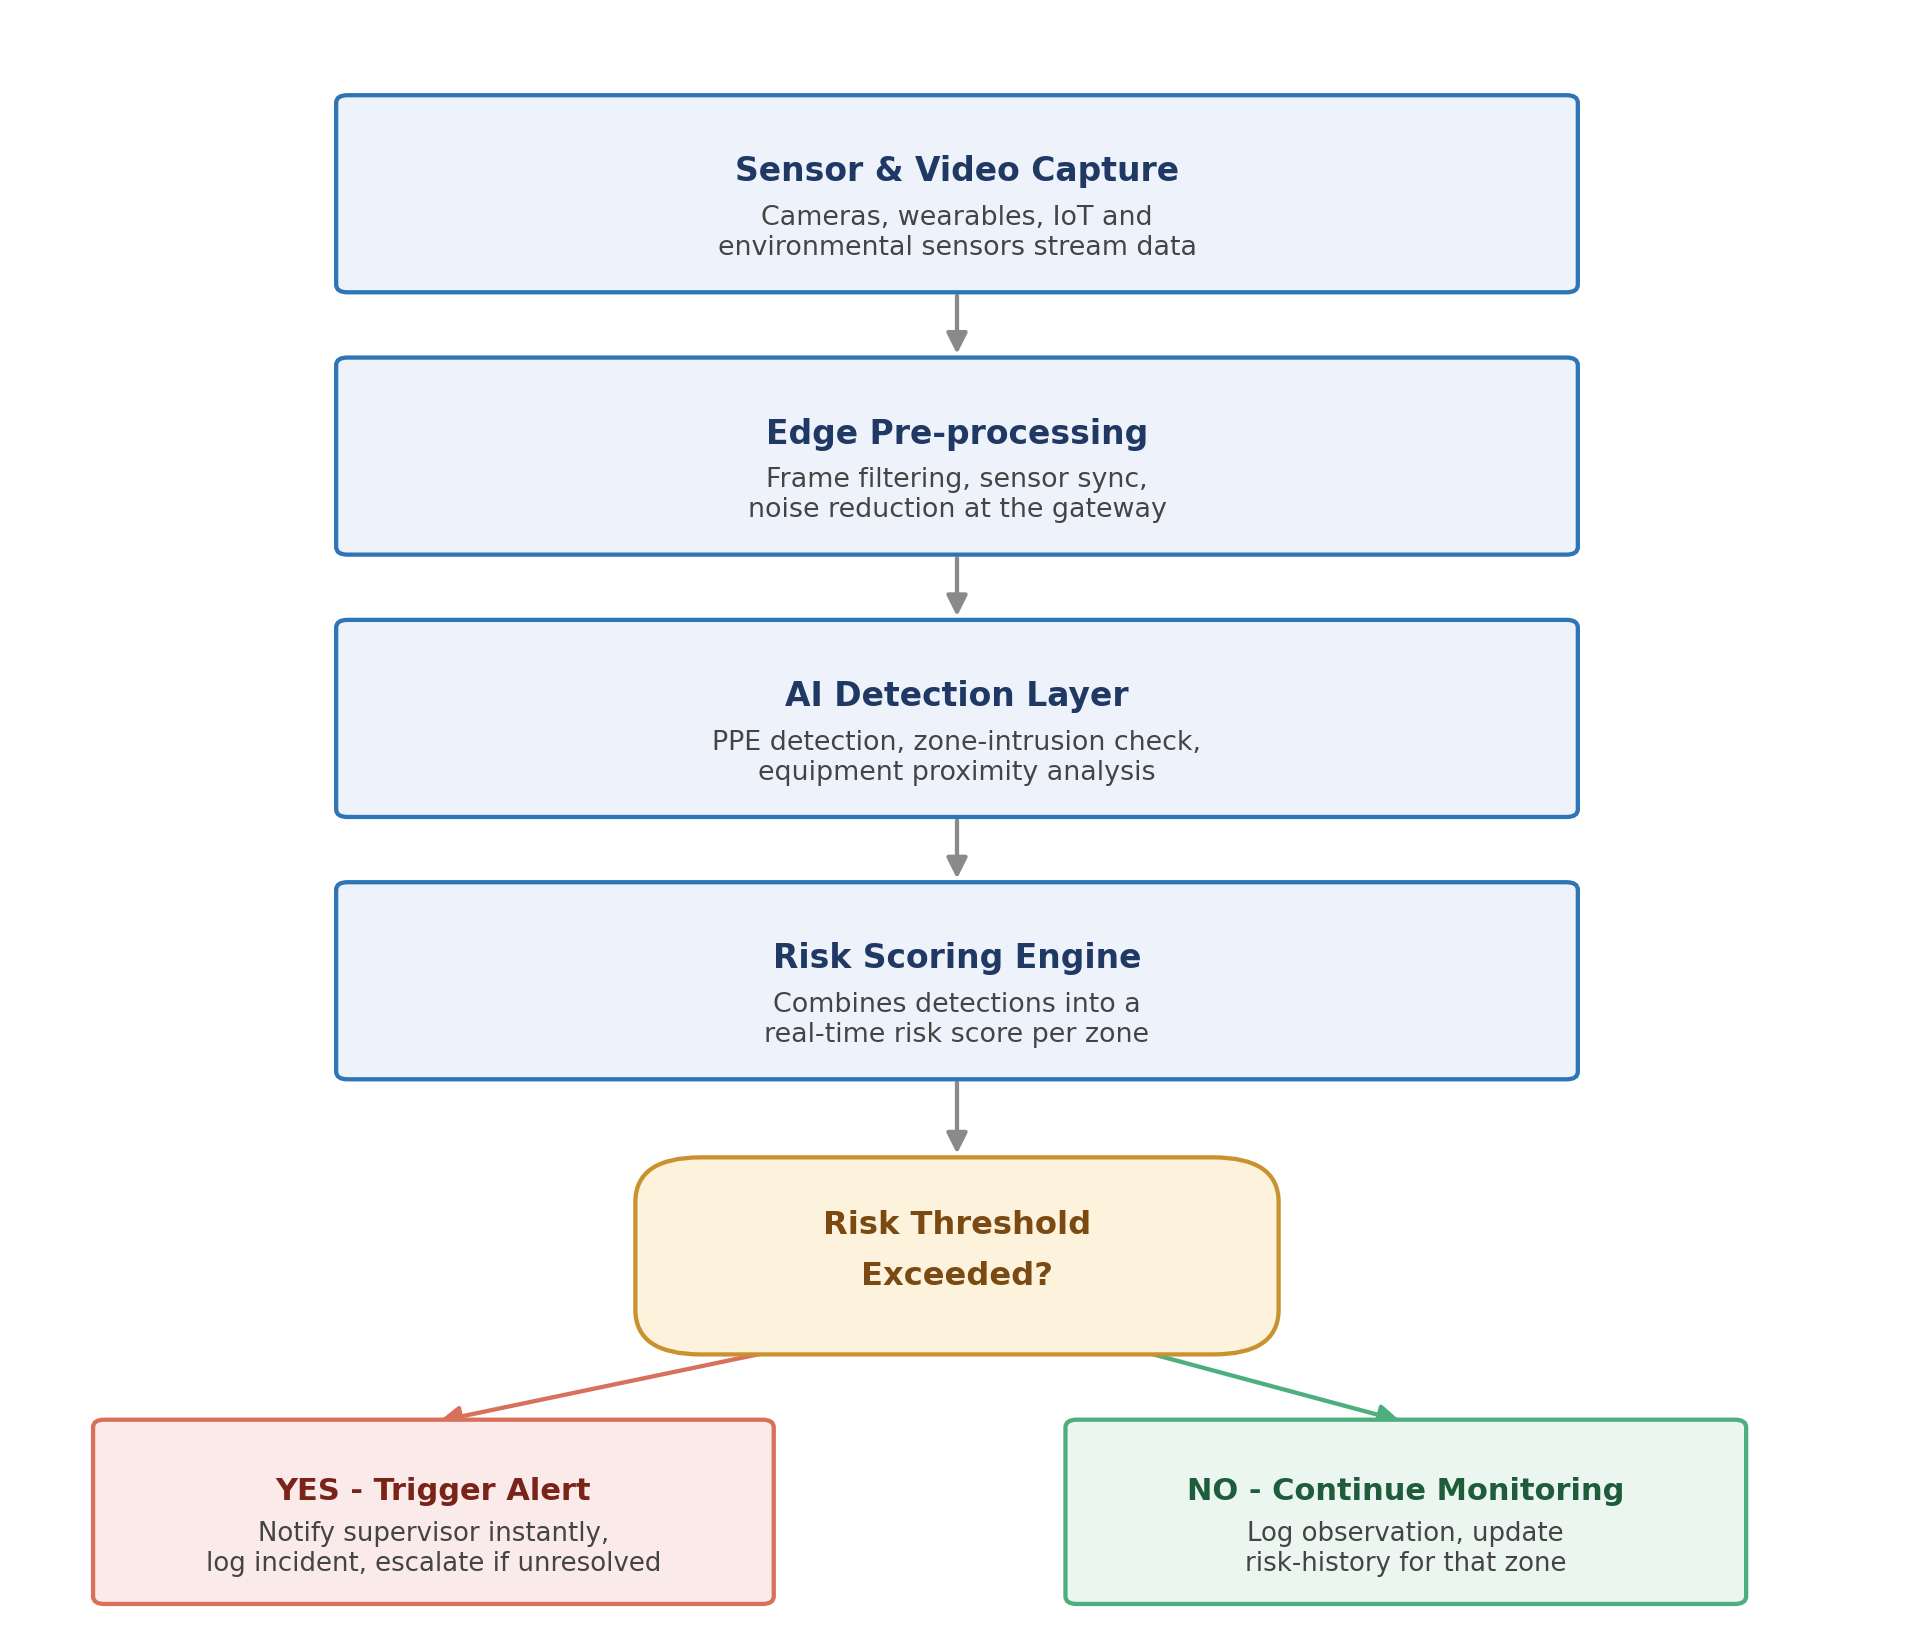 Sensor & Video Capture
Cameras, wearables, IoT and
environmental sensors stream data
Edge Pre-processing
Frame filtering, sensor sync,
noise reduction at the gateway
AI Detection Layer
PPE detection, zone-intrusion check,
equipment proximity analysis
Risk Scoring Engine
Combines detections into a
real-time risk score per zone
Risk Threshold
Exceeded?
YES - Trigger Alert
Notify supervisor instantly,
log incident, escalate if unresolved
NO - Continue Monitoring
Log observation, update
risk-history for that zone